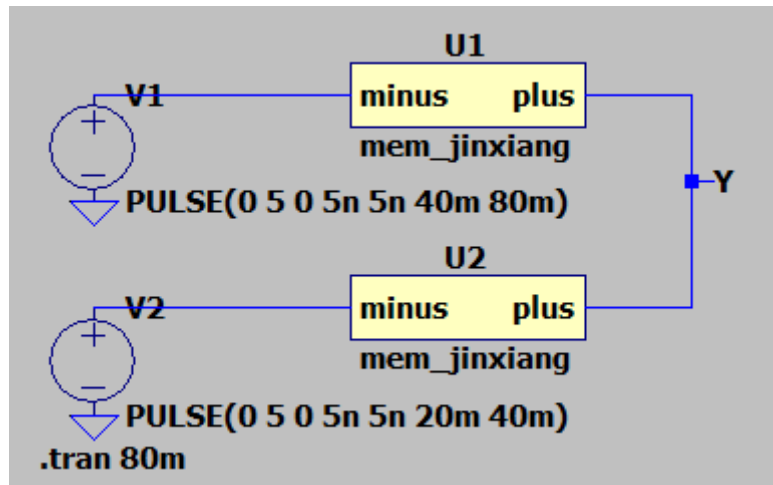 U1
V1
minus plus
mem_jinxiang
PULSE(0 5 0 5n 5n 40m 80m)
Y
U2
V2
minus plus
mem_jinxiang
PULSE(0 5 0 5n 5n 20m 40m)
.tran 80m